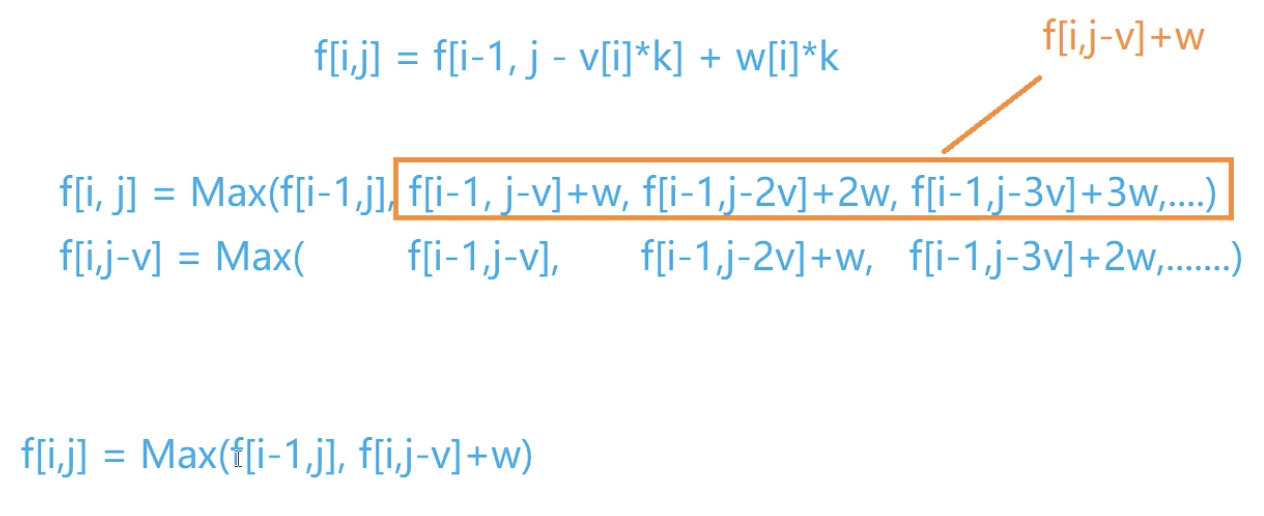 f[i,j-v]+w
f[i,j] = f[i-1, j - v[i]*k] + w[i]*k
f[i, j] = Max(f[i-1,j], f[i-1, j-v]+w, f[i-1,j-2v]+2w, f[i-1,j-3v]+3w,....)
f[i,j-v] = Max( f[i-1,j-v], f[i-1,j-2v]+w, f[i-1,j-3v]+2w,.......)
f[i,j] = Max(f[i-1,j], f[i,j-v]+w)